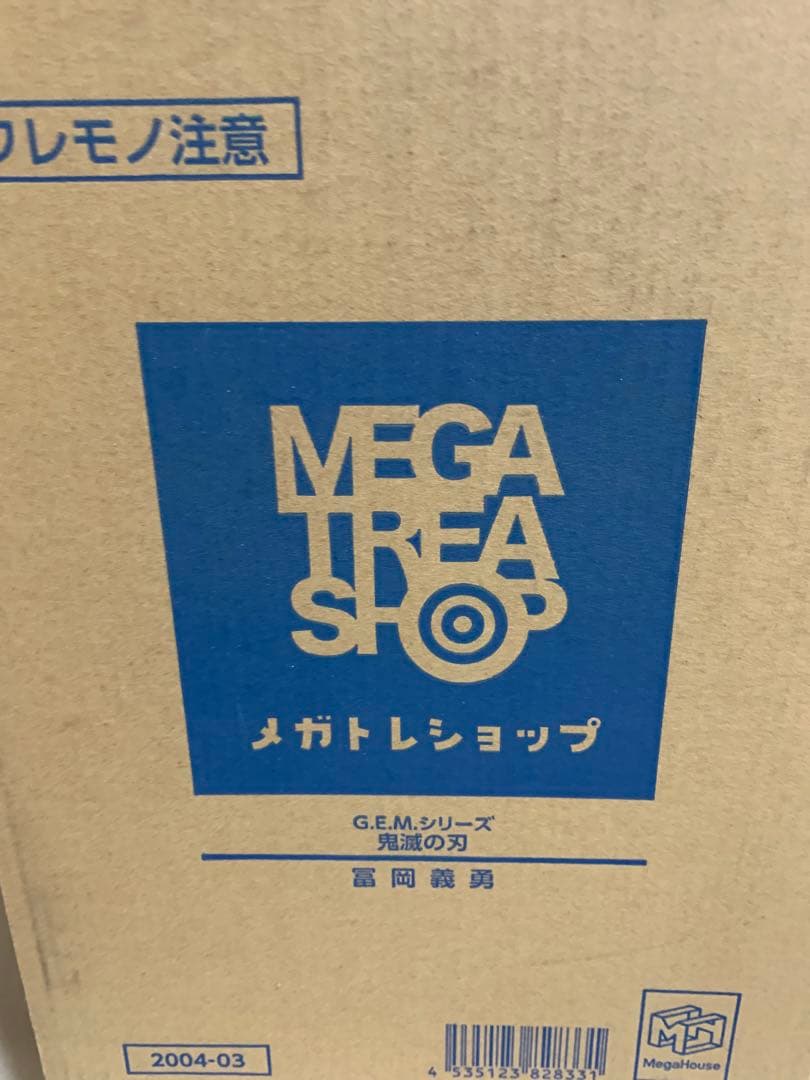 ワレモノ注意
MEGA
TREA
SHOP
メガトレショップ
G.E.M.シリーズ
鬼滅の刃
冨岡義勇
2004-03
4 535123 828331
MegaHouse